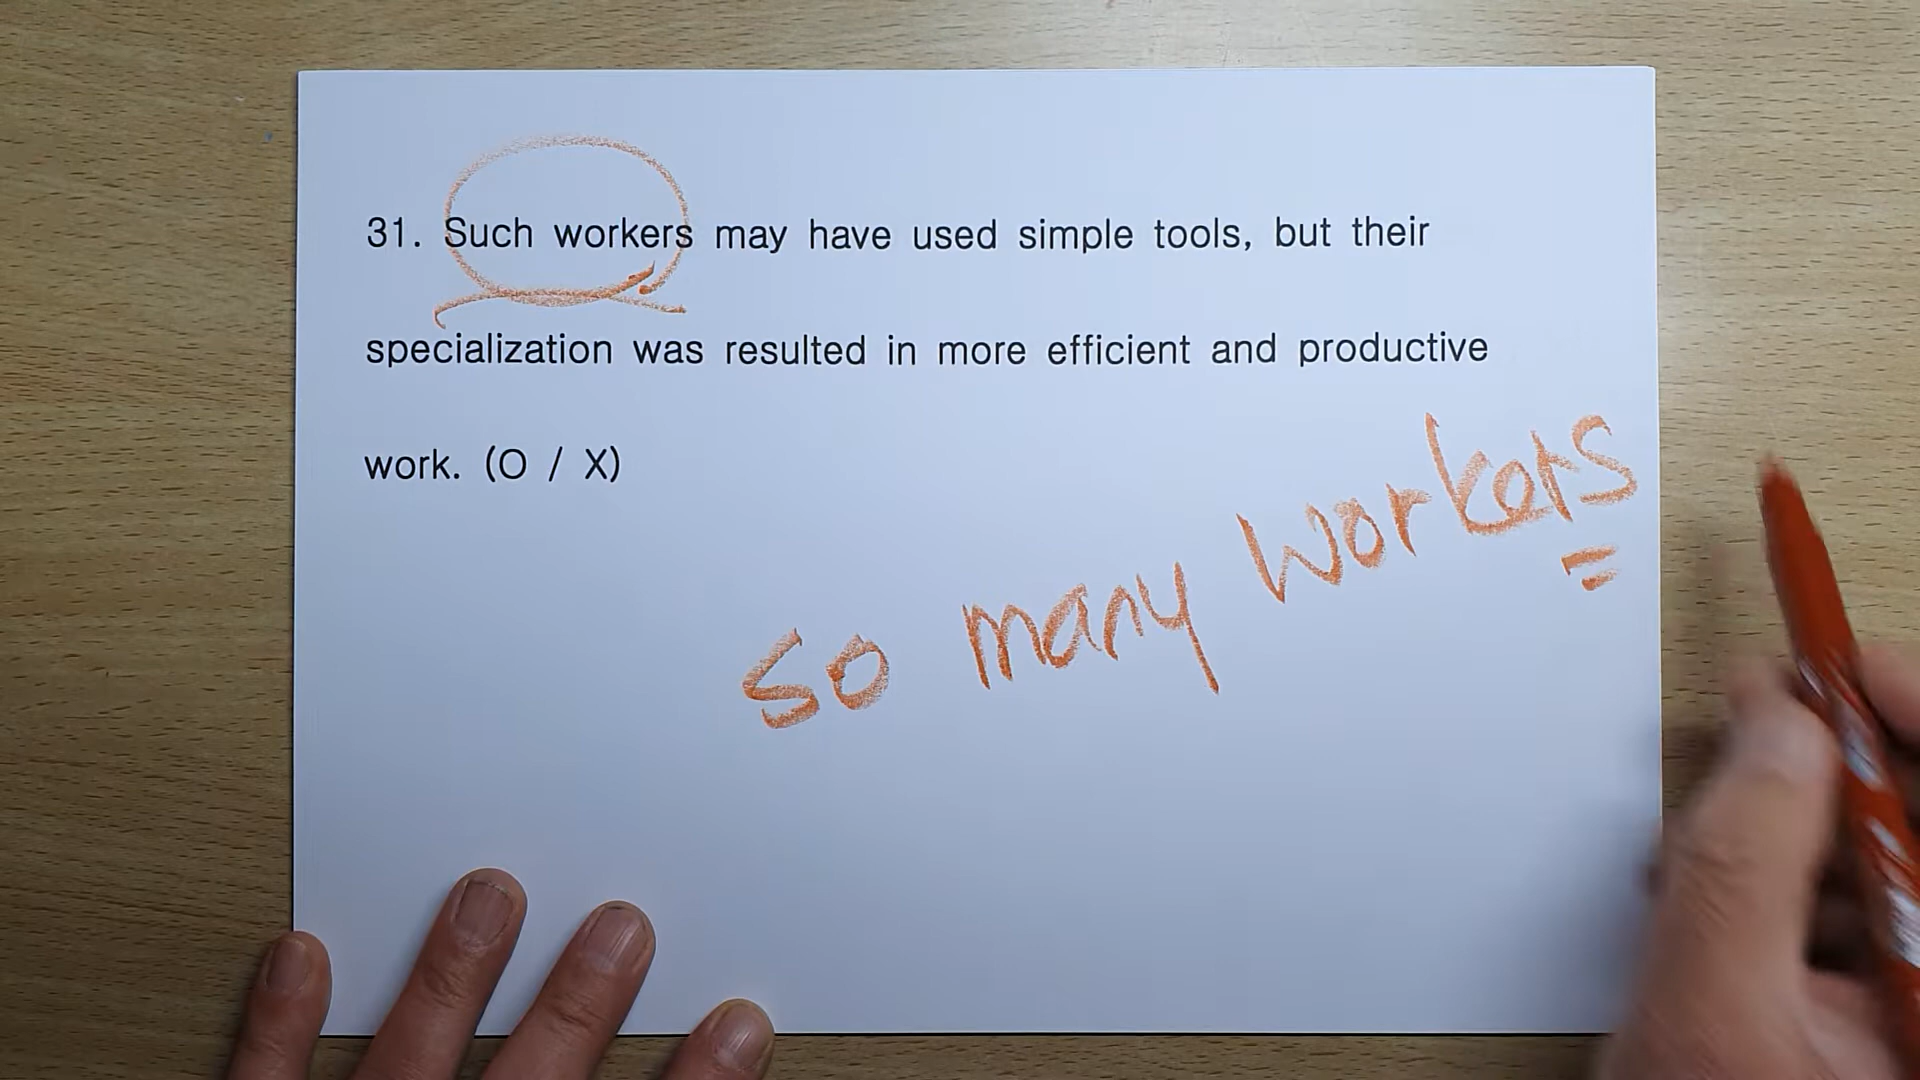 31. Such workers may have used simple tools, but their
specialization was resulted in more efficient and productive
work. (O / X)
so many workers